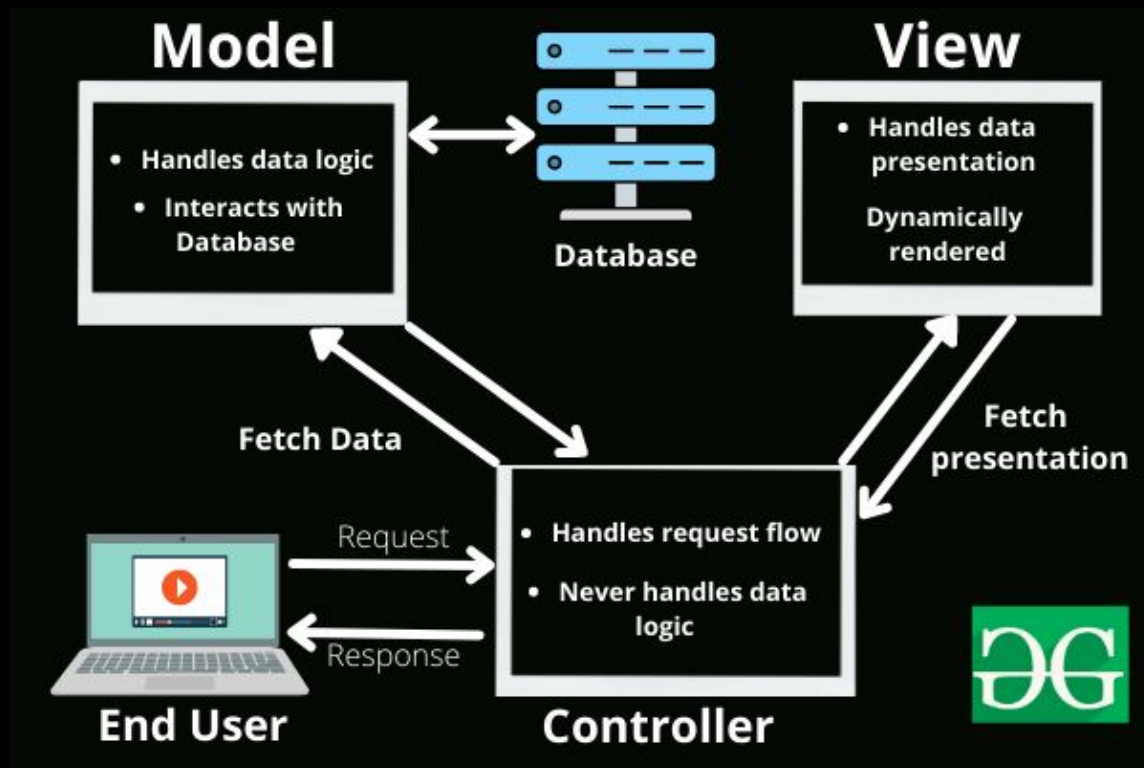 Model
View
• Handles data logic
• Interacts with
Database
Database
• Handles data
presentation
Dynamically
rendered
Fetch Data
Fetch
presentation
Request
Response
• Handles request flow
• Never handles data
logic
End User
Controller
GG